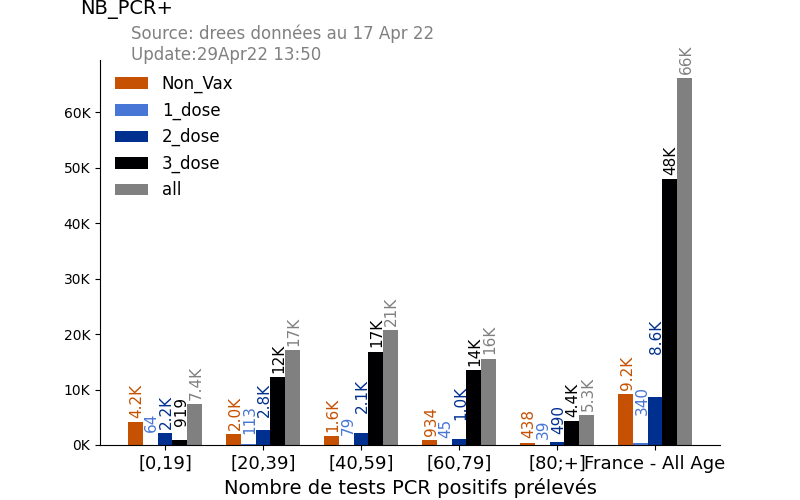 NB_PCR+
Source: drees données au 17 Apr 22
Update:29Apr22 13:50
Non_Vax
1_dose
2_dose
3_dose
all
60K
50K
40K
30K
20K
10K
0K
4.2K
64
2.2K
919
7.4K
2.0K
113
2.8K
12K
17K
1.6K
79
2.1K
17K
21K
934
45
1.0K
14K
16K
438
39
490
4.4K
5.3K
9.2K
340
8.6K
48K
66K
[0,19]
[20,39]
[40,59]
[60,79]
[80;+]
France - All Age
Nombre de tests PCR positifs prélevés